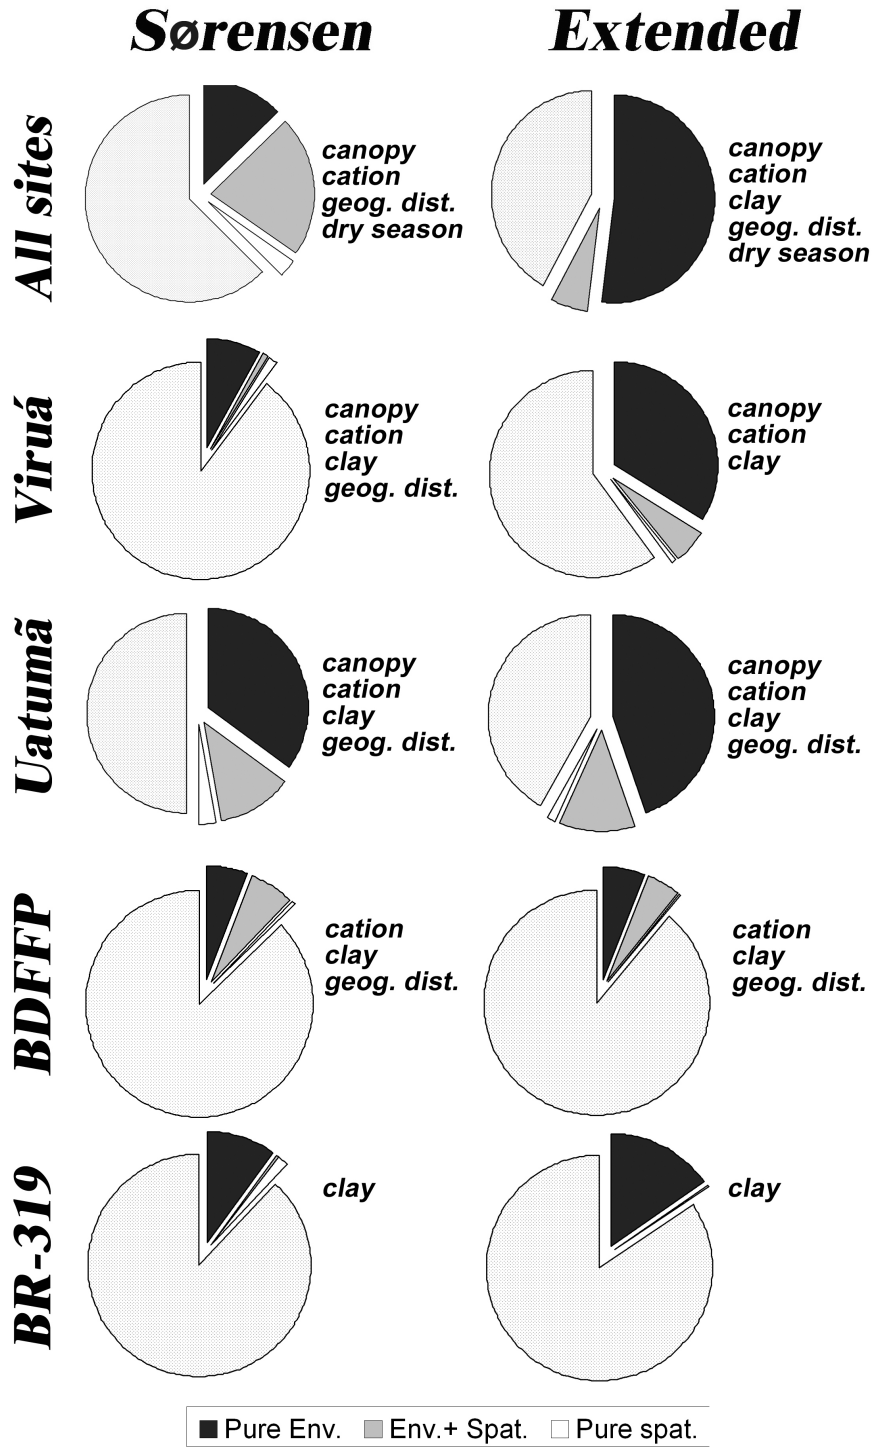 Sørensen Extended
All sites
canopy
cation
geog. dist.
dry season
canopy
cation
clay
geog. dist.
dry season
Viruá
canopy
cation
clay
geog. dist.
canopy
cation
clay
Uatumã
canopy
cation
clay
geog. dist.
canopy
cation
clay
geog. dist.
BDFFP
cation
clay
geog. dist.
cation
clay
geog. dist.
BR-319
clay
clay
Pure Env. Env.+ Spat. Pure spat.